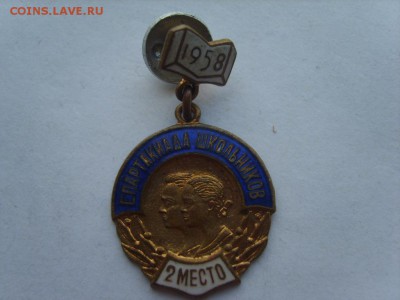 COINS.LAVE.RU
1958
СПАРТАКИАДА ШКОЛЬНИКОВ
2 МЕСТО